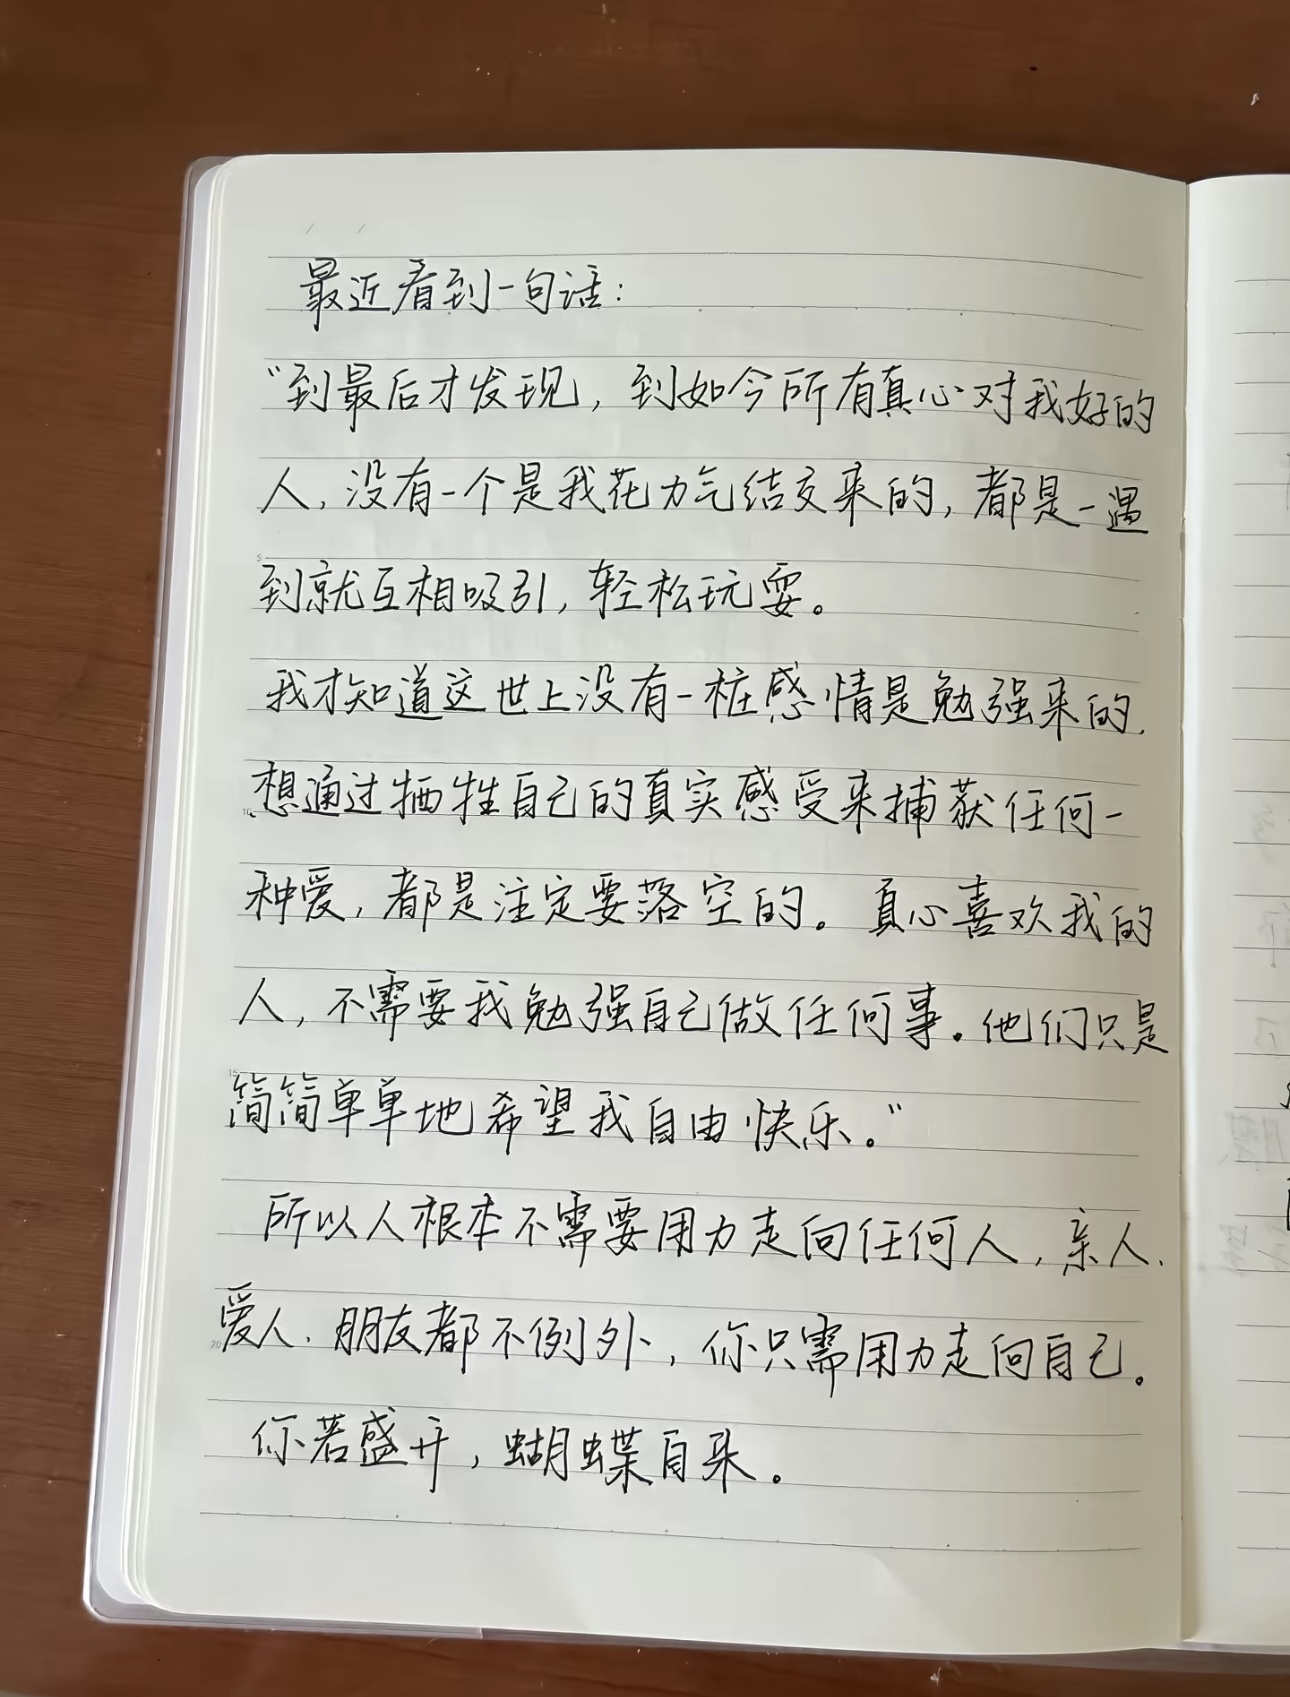 最近看到一句话：
“到最后才发现，到如今所有真心对我好的
人，没有一个是我花力气结交来的，都是一遇
到就互相吸引，轻松玩耍。
我才知道这世上没有一桩感情是勉强来的，
想通过牺牲自己的真实感受来捕获任何一
种爱，都是注定要落空的。真心喜欢我的
人，不需要我勉强自己做任何事。他们只是
简简单单地希望我自由快乐。”
所以人根本不需要用力走向任何人，亲人、
爱人、朋友都不例外，你只需用力走向自己。
你若盛开，蝴蝶自来。